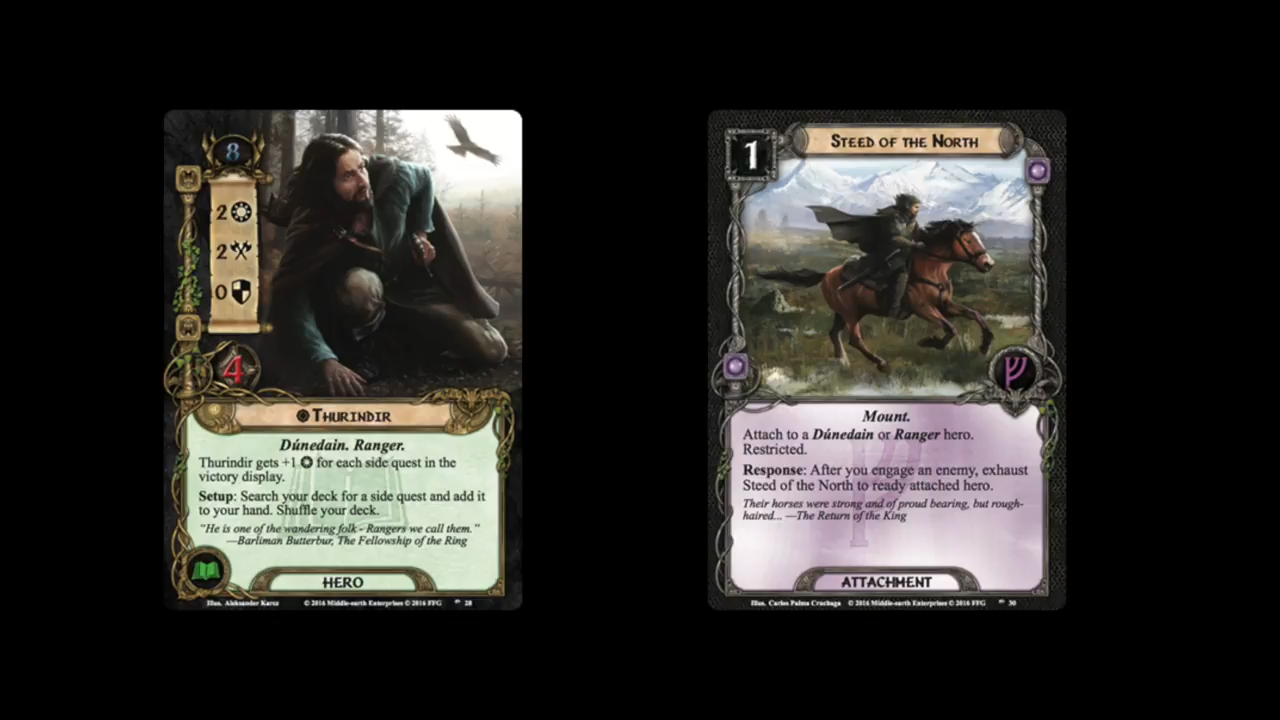 8
2
2
0
4
Thurindir
Dúnedain. Ranger.
Thurindir gets +1 for each side quest in the
victory display.
Setup: Search your deck for a side quest and add it
to your hand. Shuffle your deck.
"He is one of the wandering folk - Rangers we call them."
—Barliman Butterbur, The Fellowship of the Ring
HERO
Illus. Aleksander Karcz © 2016 Middle-earth Enterprises © 2016 FFG 28
1
Steed of the North
Mount.
Attach to a Dúnedain or Ranger hero.
Restricted.
Response: After you engage an enemy, exhaust
Steed of the North to ready attached hero.
Their horses were strong and of proud bearing, but rough-
haired... —The Return of the King
ATTACHMENT
Illus. Carlos Palma Cruchaga © 2016 Middle-earth Enterprises © 2016 FFG 30